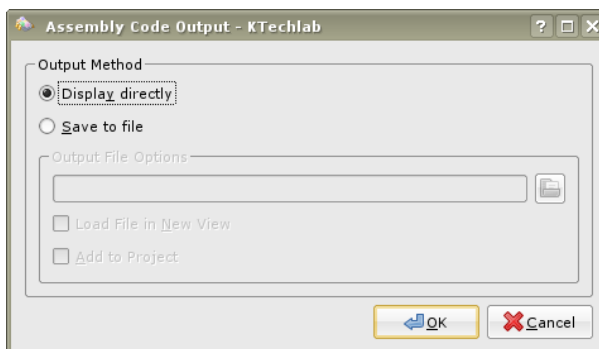 Assembly Code Output - KTechlab
Output Method
Display directly
Save to file
Output File Options
Load File in New View
Add to Project
OK
Cancel